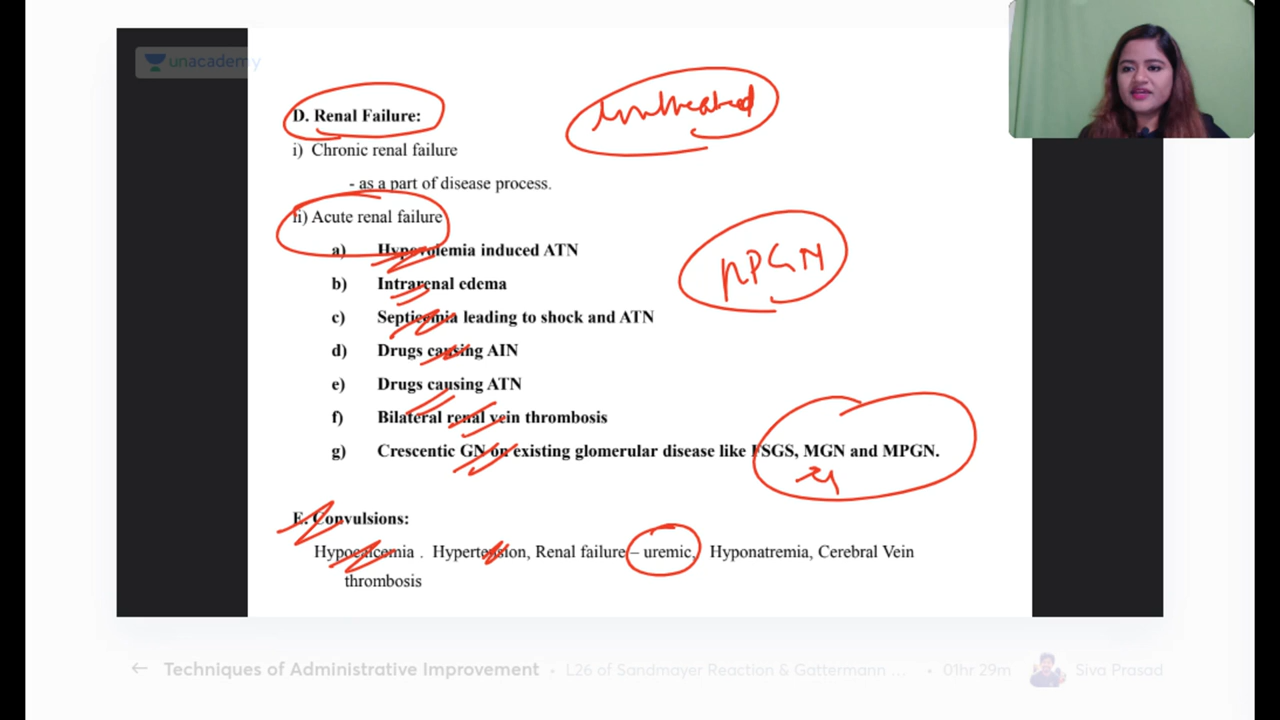 unacademy
D. Renal Failure:
untreated
i) Chronic renal failure
- as a part of disease process.
ii) Acute renal failure
a) Hypovolemia induced ATN
RPGN
b) Intrarenal edema
c) Septicemia leading to shock and ATN
d) Drugs causing AIN
e) Drugs causing ATN
f) Bilateral renal vein thrombosis
g) Crescentic GN on existing glomerular disease like FSGS, MGN and MPGN.
E. Convulsions:
Hypocalcemia . Hypertension, Renal failure – uremic, Hyponatremia, Cerebral Vein
thrombosis
← Techniques of Administrative Improvement • L26 of Sandmayer Reaction & Gattermann ... • 01hr 29m Siva Prasad